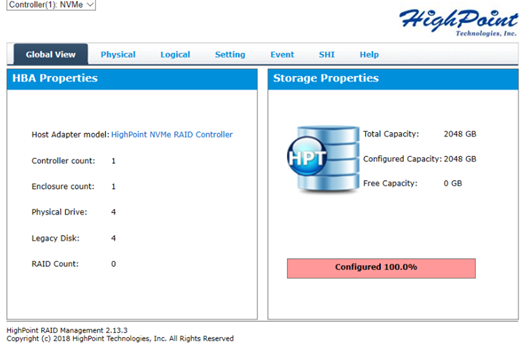 Controller(1): NVMe
HighPoint
Technologies, Inc.
Global View Physical Logical Setting Event SHI Help
HBA Properties
Host Adapter model: HighPoint NVMe RAID Controller
Controller count: 1
Enclosure count: 1
Physical Drive: 4
Legacy Disk: 4
RAID Count: 0
Storage Properties
HPT
Total Capacity: 2048 GB
Configured Capacity: 2048 GB
Free Capacity: 0 GB
Configured 100.0%
HighPoint RAID Management 2.13.3
Copyright (c) 2018 HighPoint Technologies, Inc. All Rights Reserved